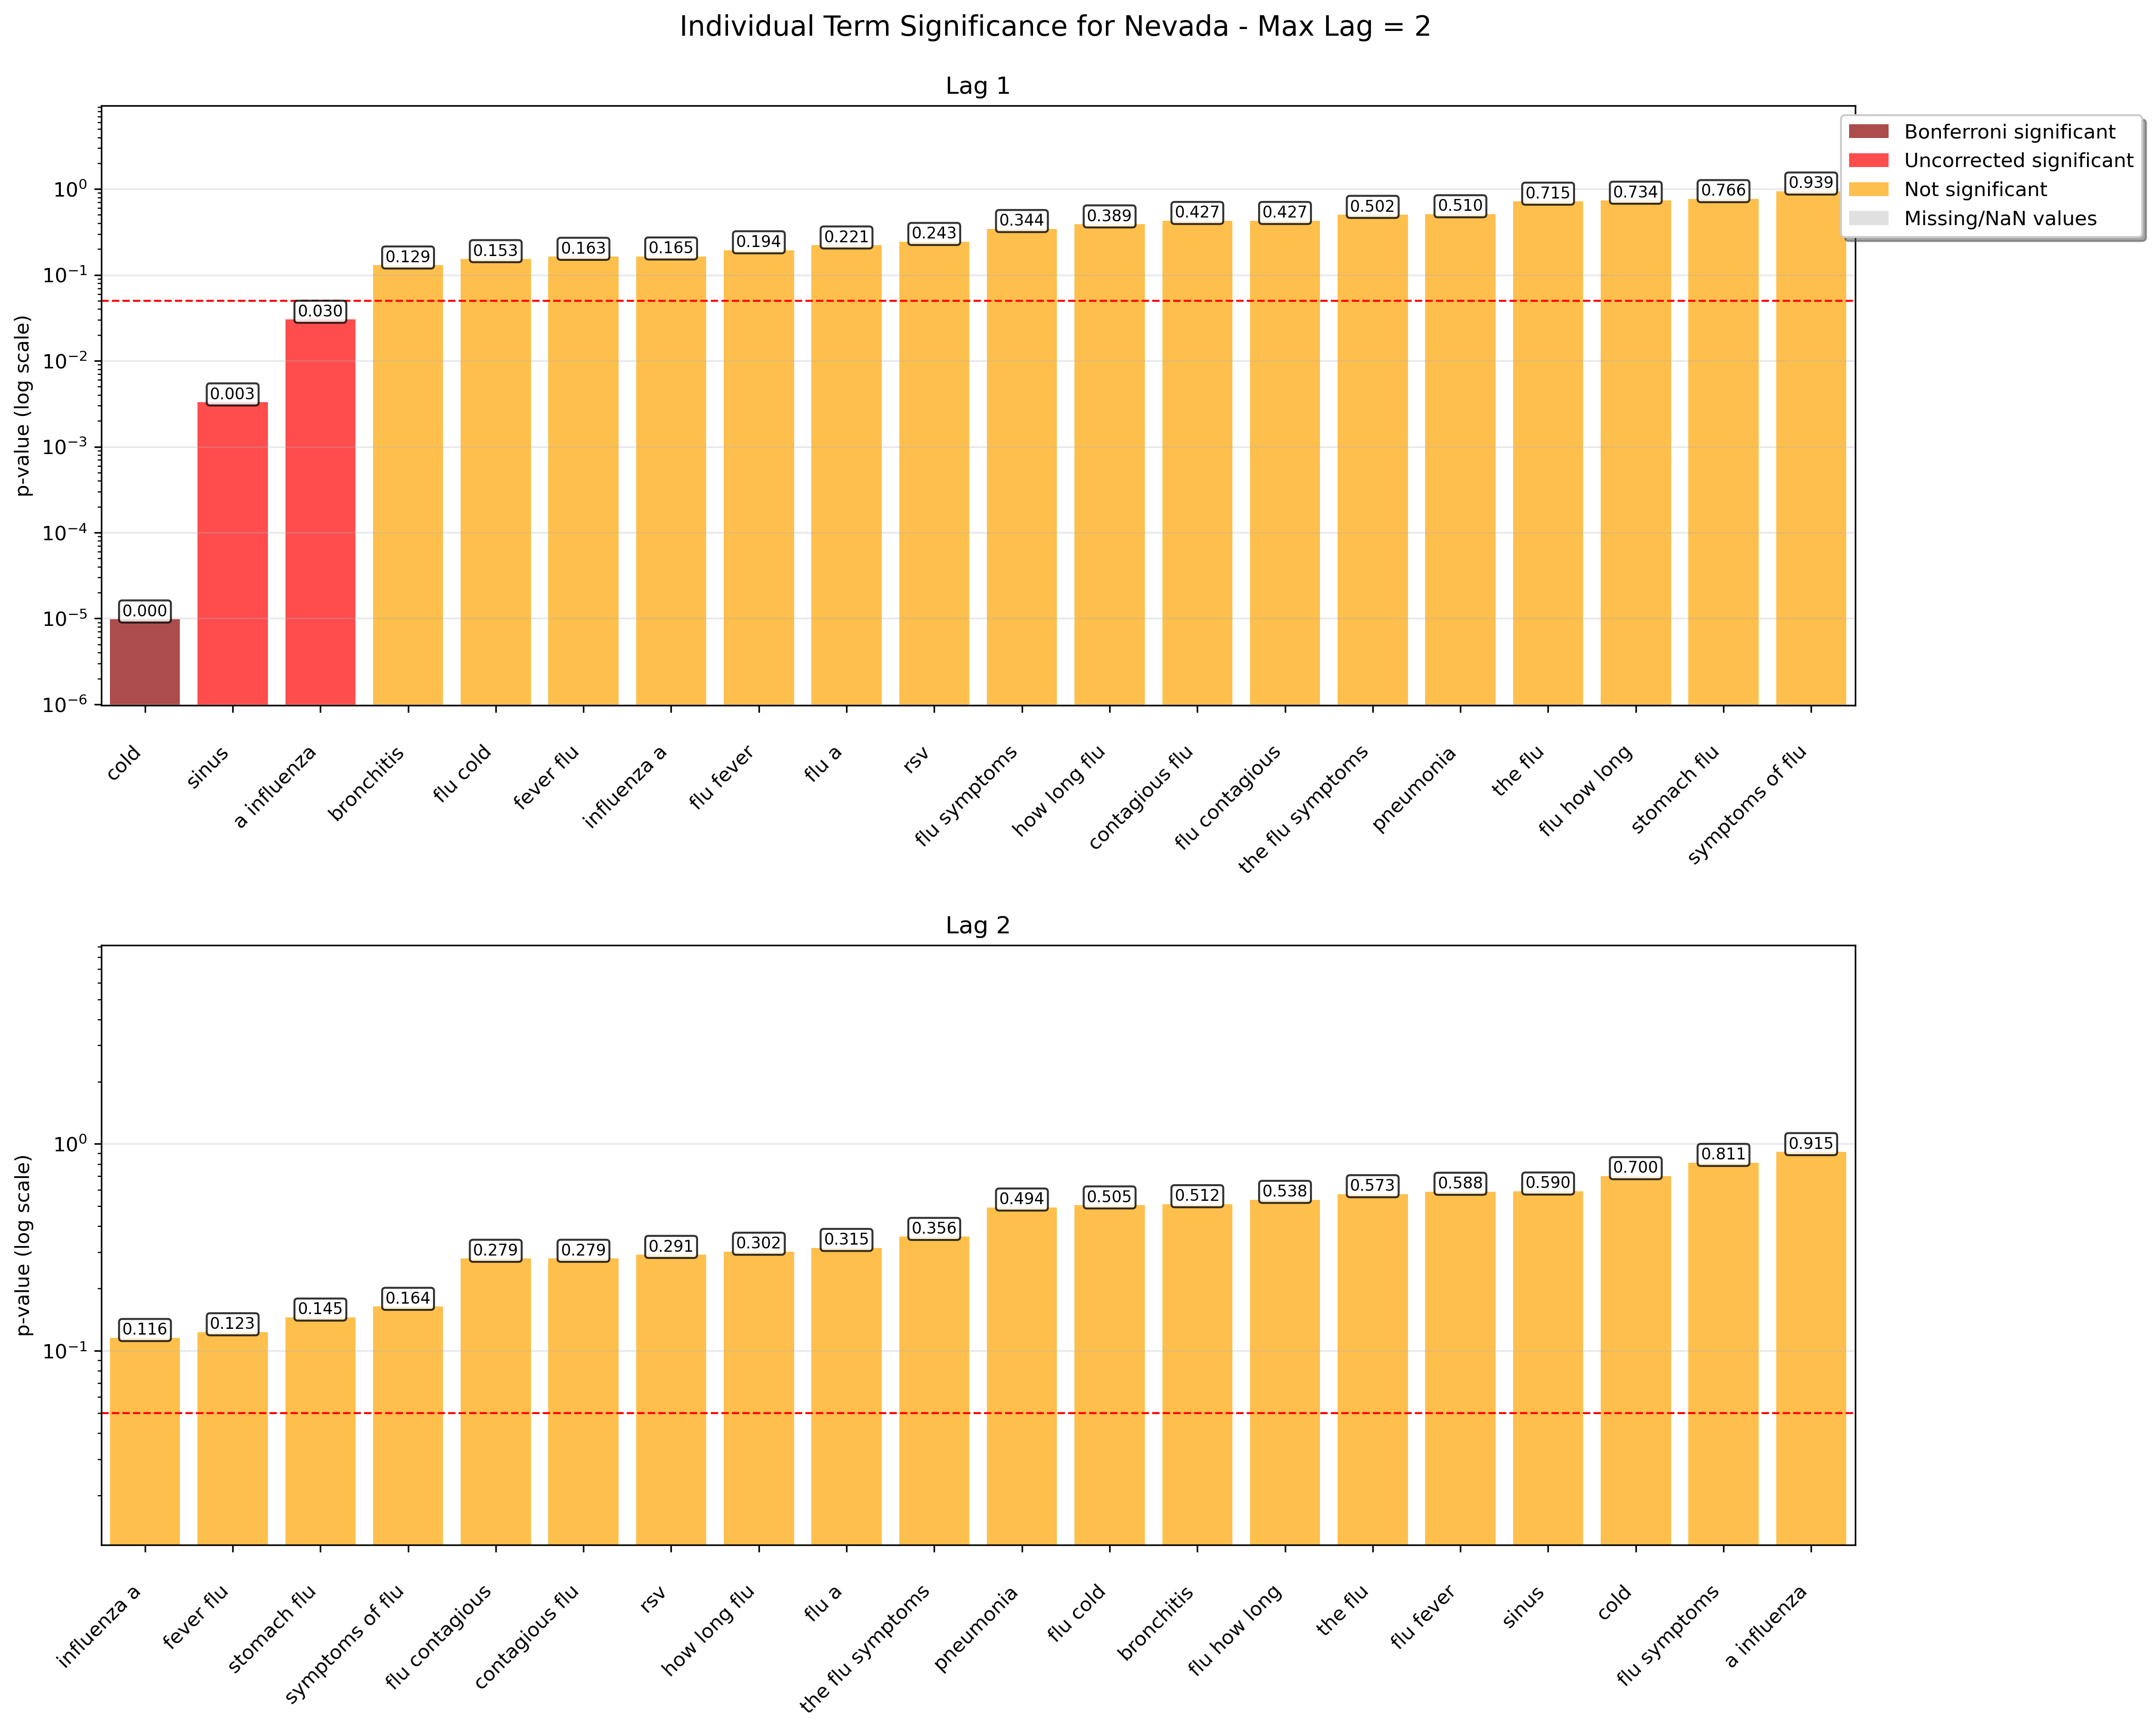 Individual Term Significance for Nevada - Max Lag = 2
Lag 1
Bonferroni significant
Uncorrected significant
Not significant
Missing/NaN values
p-value (log scale)
10⁰
10⁻¹
10⁻²
10⁻³
10⁻⁴
10⁻⁵
10⁻⁶
0.000
0.003
0.030
0.129
0.153
0.163
0.165
0.194
0.221
0.243
0.344
0.389
0.427
0.427
0.502
0.510
0.715
0.734
0.766
0.939
cold
sinus
a influenza
bronchitis
flu cold
fever flu
influenza a
flu fever
flu a
rsv
flu symptoms
how long flu
contagious flu
flu contagious
the flu symptoms
pneumonia
the flu
flu how long
stomach flu
symptoms of flu
Lag 2
p-value (log scale)
10⁰
10⁻¹
0.116
0.123
0.145
0.164
0.279
0.279
0.291
0.302
0.315
0.356
0.494
0.505
0.512
0.538
0.573
0.588
0.590
0.700
0.811
0.915
influenza a
fever flu
stomach flu
symptoms of flu
flu contagious
contagious flu
rsv
how long flu
flu a
the flu symptoms
pneumonia
flu cold
bronchitis
flu how long
the flu
flu fever
sinus
cold
flu symptoms
a influenza